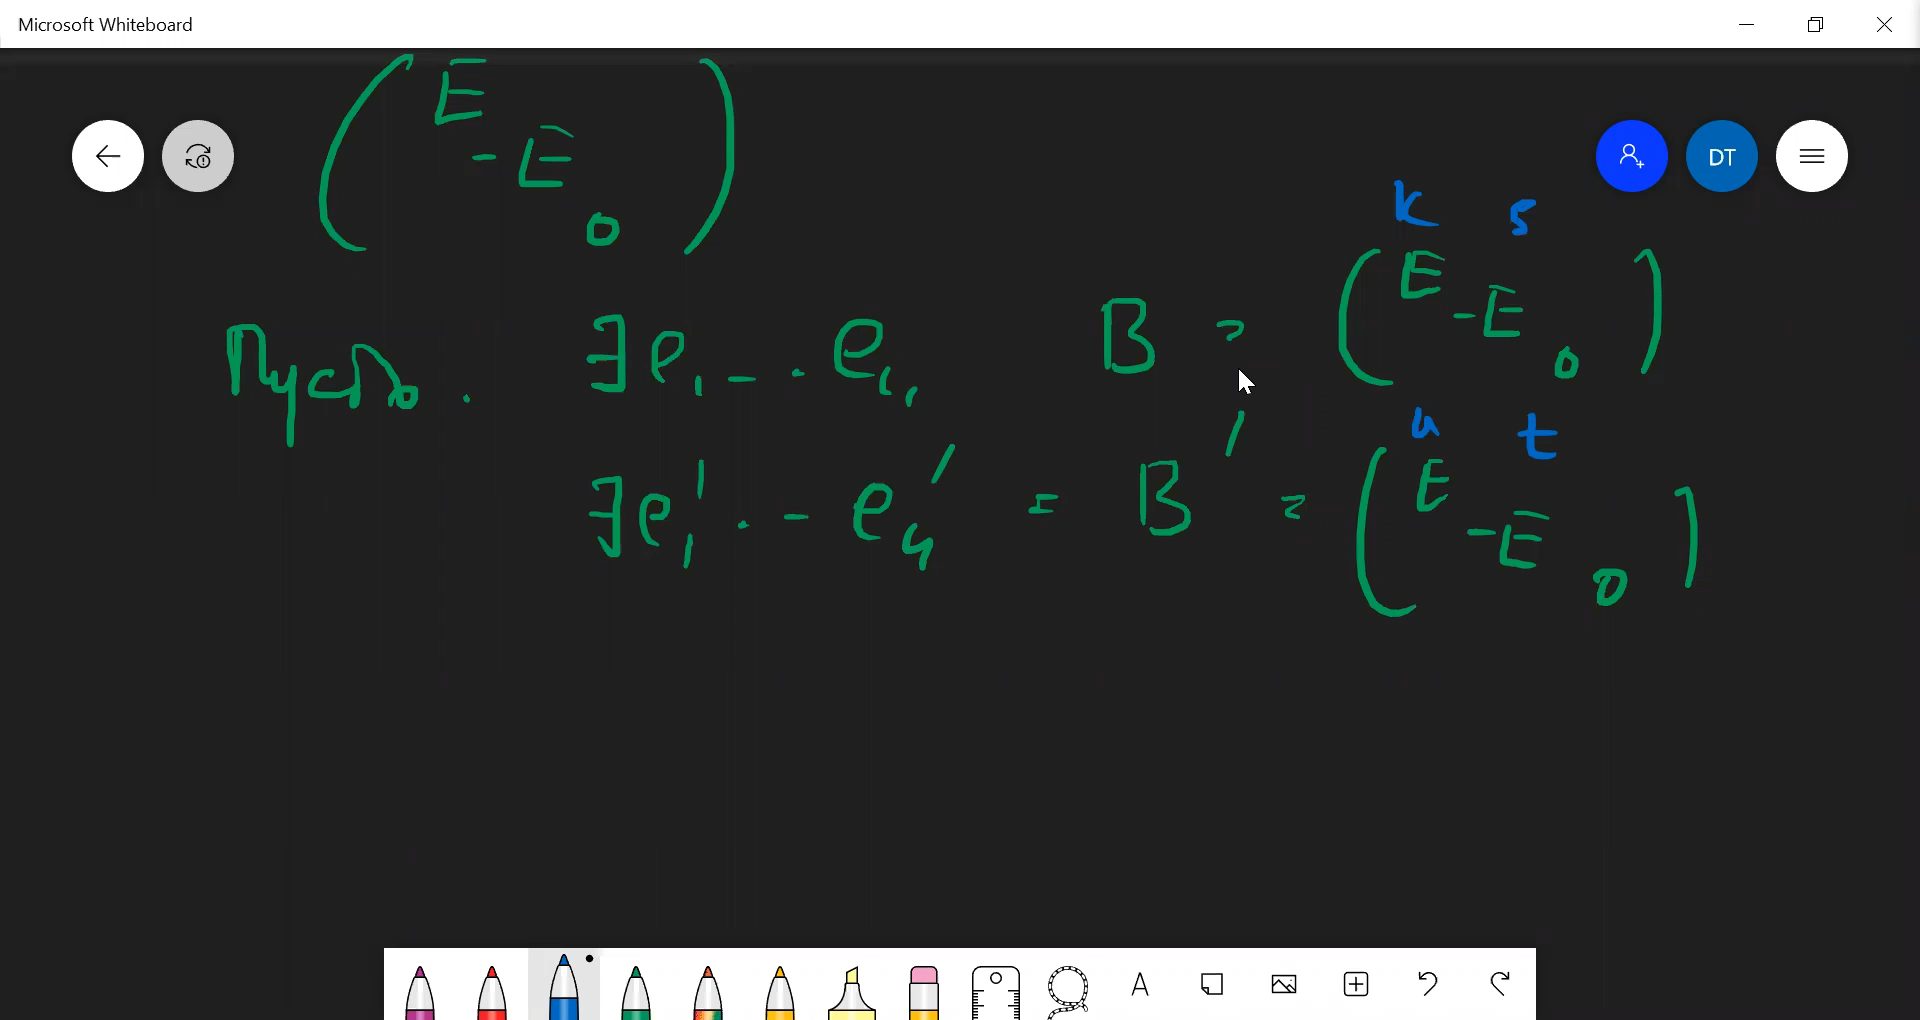 Microsoft Whiteboard
E
-E
0
DT
k s
Пусть. ∃e₁ - . e₄, B = (E -E 0)
u t
∃e₁' . - e₄' = B' = (E -E 0)
A